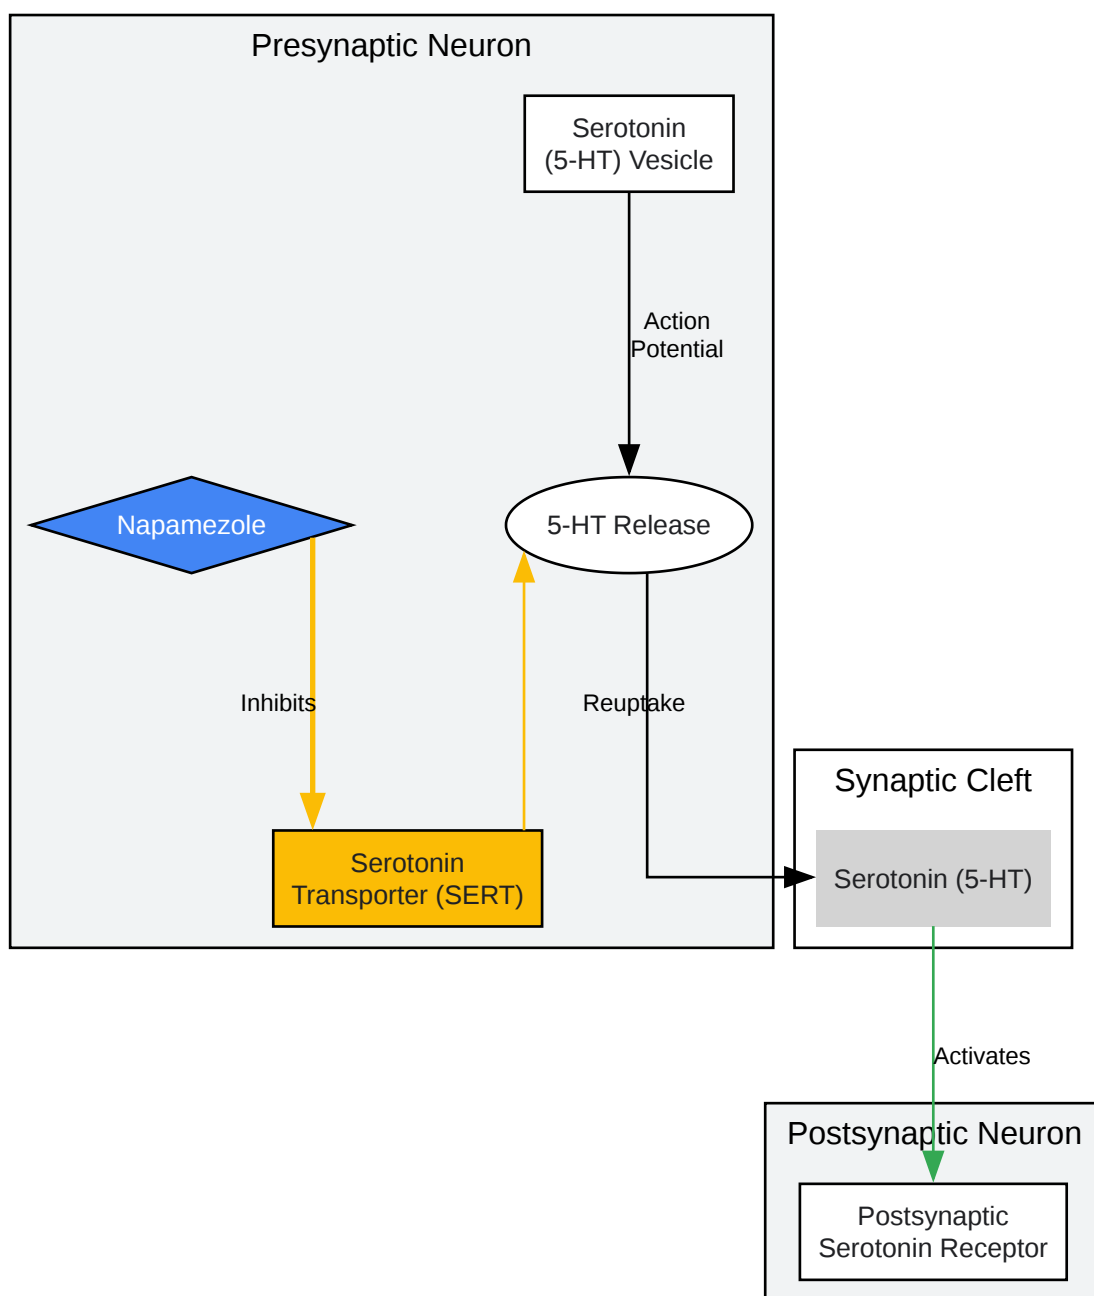 Presynaptic Neuron
Serotonin
(5-HT) Vesicle
Action
Potential
Napamezole
5-HT Release
Inhibits
Reuptake
Serotonin
Transporter (SERT)
Synaptic Cleft
Serotonin (5-HT)
Activates
Postsynaptic Neuron
Postsynaptic
Serotonin Receptor